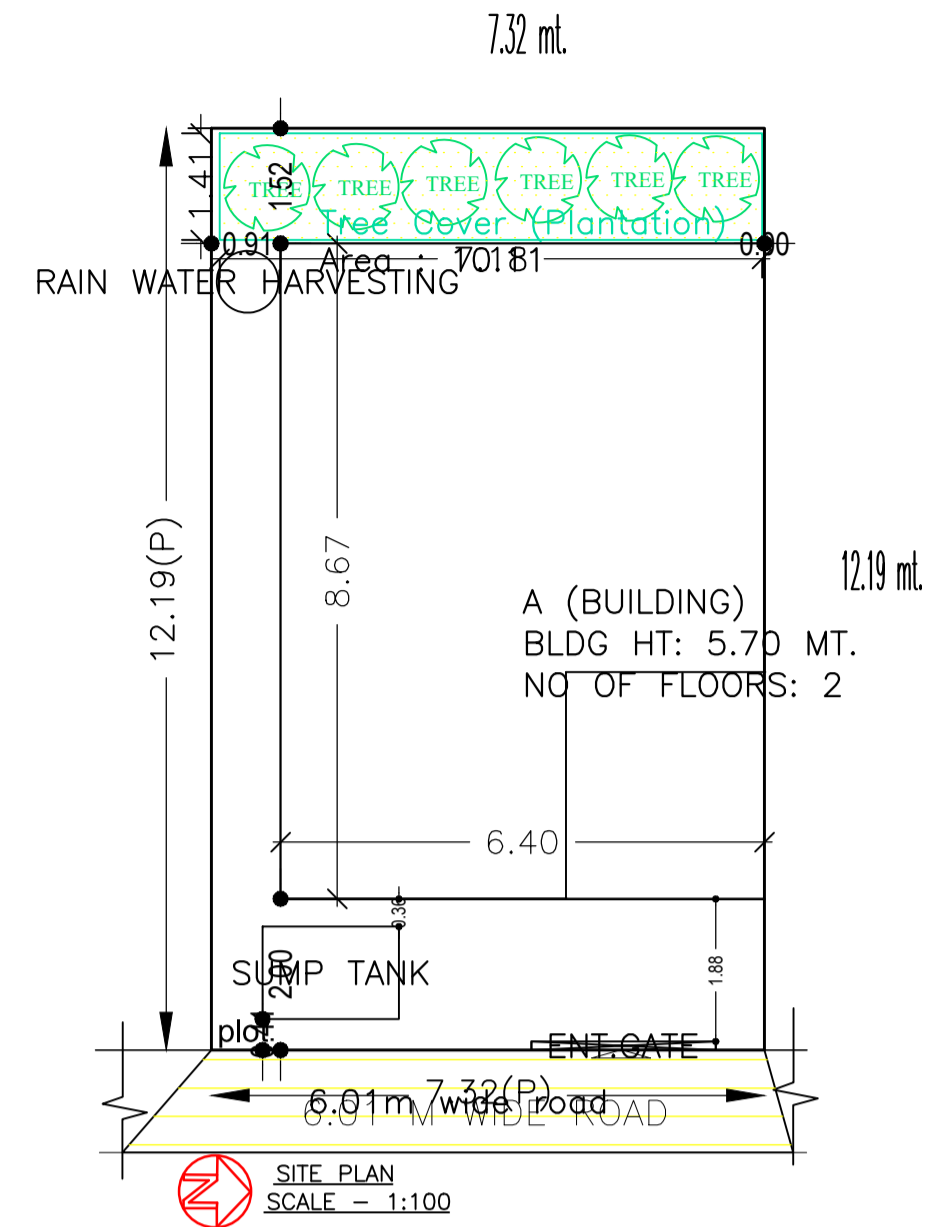 7.32 mt.
1.41
1.52
TREE TREE TREE TREE TREE TREE
Tree Cover (Plantation)
0.91
Area :
RAIN WATER HARVESTING
12.19(P)
8.67
12.19 mt.
A (BUILDING)
BLDG HT: 5.70 MT.
NO OF FLOORS: 2
6.40
0.36
SUMP TANK
2.00
1.88
plot:
ENT.GATE
7.32(P)
6.01m wide road
6.01 M WIDE ROAD
N
SITE PLAN
SCALE - 1:100